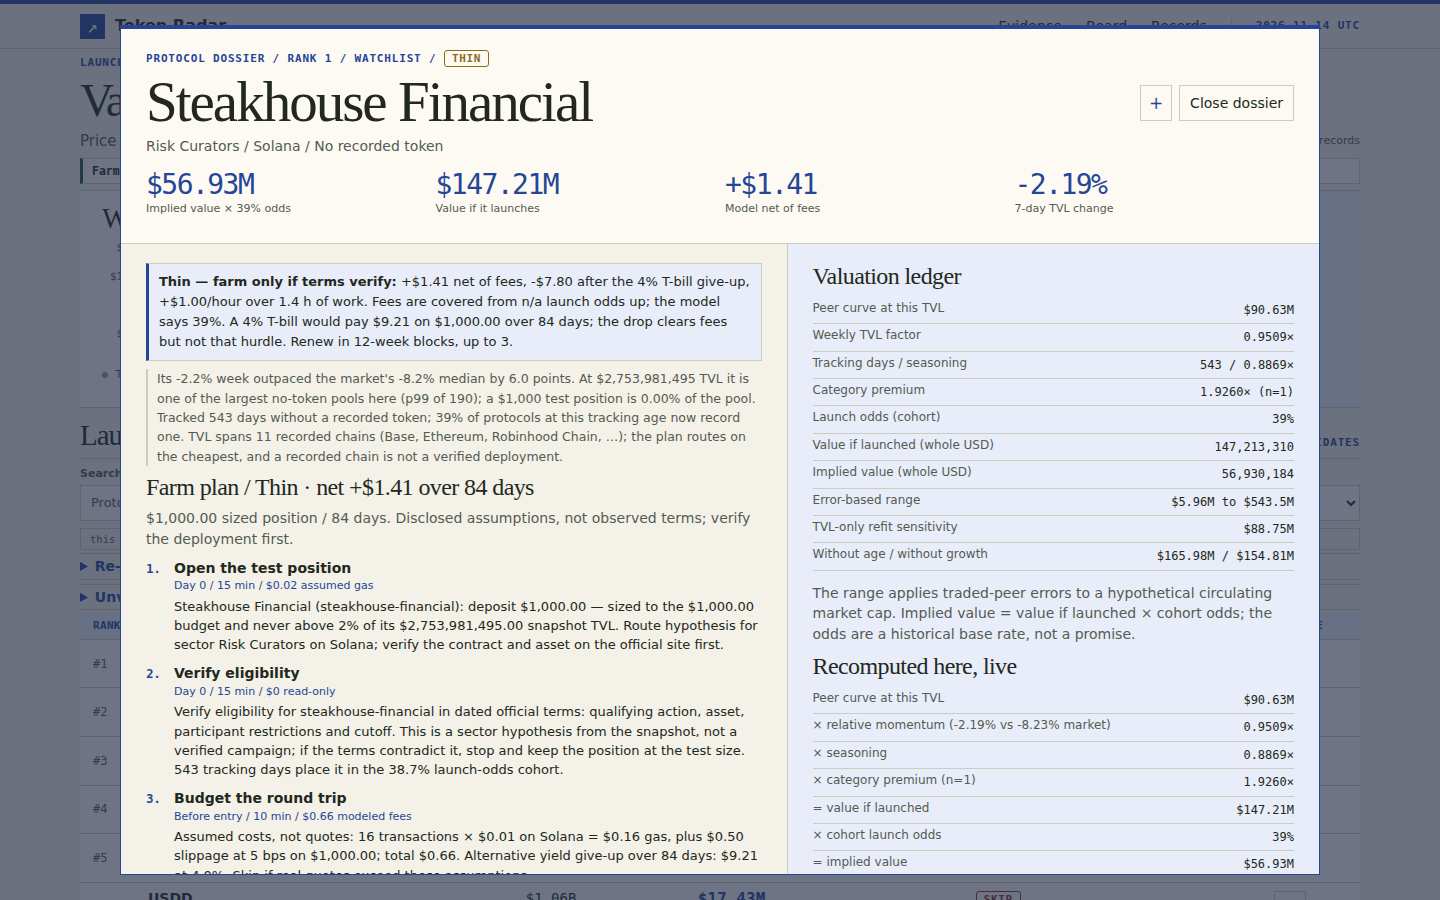 Token Radar
Evidence Board Records 2026-11-14 UTC
PROTOCOL DOSSIER / RANK 1 / WATCHLIST / THIN
Steakhouse Financial
+ Close dossier
Risk Curators / Solana / No recorded token
$56.93M
Implied value × 39% odds
$147.21M
Value if it launches
+$1.41
Model net of fees
-2.19%
7-day TVL change
Thin — farm only if terms verify: +$1.41 net of fees, -$7.80 after the 4% T-bill give-up,
+$1.00/hour over 1.4 h of work. Fees are covered from n/a launch odds up; the model
says 39%. A 4% T-bill would pay $9.21 on $1,000.00 over 84 days; the drop clears fees
but not that hurdle. Renew in 12-week blocks, up to 3.
Its -2.2% week outpaced the market's -8.2% median by 6.0 points. At $2,753,981,495 TVL it is
one of the largest no-token pools here (p99 of 190); a $1,000 test position is 0.00% of the pool.
Tracked 543 days without a recorded token; 39% of protocols at this tracking age now record
one. TVL spans 11 recorded chains (Base, Ethereum, Robinhood Chain, ...); the plan routes on
the cheapest, and a recorded chain is not a verified deployment.
Farm plan / Thin · net +$1.41 over 84 days
$1,000.00 sized position / 84 days. Disclosed assumptions, not observed terms; verify
the deployment first.
1. Open the test position
Day 0 / 15 min / $0.02 assumed gas
Steakhouse Financial (steakhouse-financial): deposit $1,000.00 — sized to the $1,000.00
budget and never above 2% of its $2,753,981,495.00 snapshot TVL. Route hypothesis for
sector Risk Curators on Solana; verify the contract and asset on the official site first.
2. Verify eligibility
Day 0 / 15 min / $0 read-only
Verify eligibility for steakhouse-financial in dated official terms: qualifying action, asset,
participant restrictions and cutoff. This is a sector hypothesis from the snapshot, not a
verified campaign; if the terms contradict it, stop and keep the position at the test size.
543 tracking days place it in the 38.7% launch-odds cohort.
3. Budget the round trip
Before entry / 10 min / $0.66 modeled fees
Assumed costs, not quotes: 16 transactions × $0.01 on Solana = $0.16 gas, plus $0.50
slippage at 5 bps on $1,000.00; total $0.66. Alternative yield give-up over 84 days: $9.21
Valuation ledger
Peer curve at this TVL $90.63M
Weekly TVL factor 0.9509×
Tracking days / seasoning 543 / 0.8869×
Category premium 1.9260× (n=1)
Launch odds (cohort) 39%
Value if launched (whole USD) 147,213,310
Implied value (whole USD) 56,930,184
Error-based range $5.96M to $543.5M
TVL-only refit sensitivity $88.75M
Without age / without growth $165.98M / $154.81M
The range applies traded-peer errors to a hypothetical circulating
market cap. Implied value = value if launched × cohort odds; the
odds are a historical base rate, not a promise.
Recomputed here, live
Peer curve at this TVL $90.63M
× relative momentum (-2.19% vs -8.23% market) 0.9509×
× seasoning 0.8869×
× category premium (n=1) 1.9260×
= value if launched $147.21M
× cohort launch odds 39%
= implied value $56.93M
Price
records
Farm
Search
this
RANK
#1
#2
#3
#4
#5
USDD $1.06B $17.43M SKIP